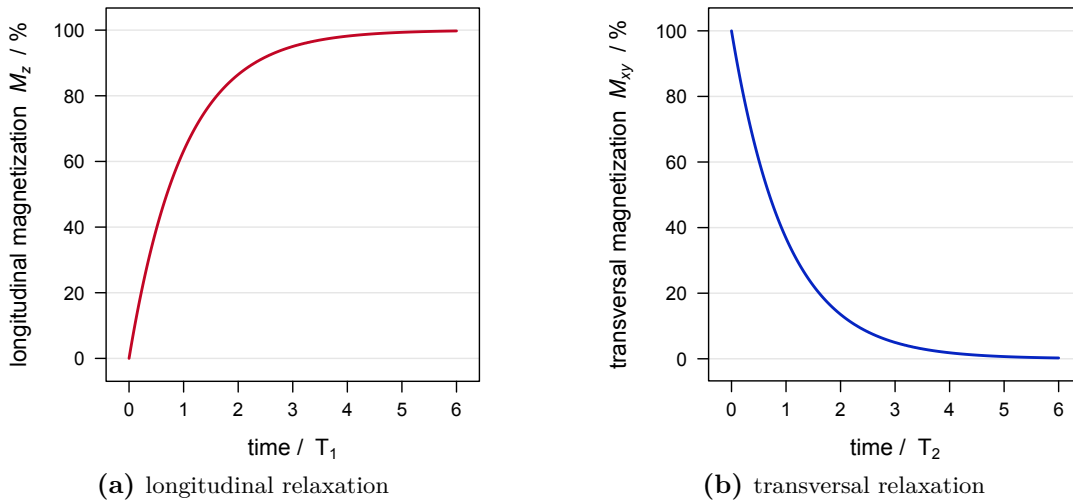 longitudinal magnetization M_z / %
100
80
60
40
20
0
0 1 2 3 4 5 6
time / T₁
(a) longitudinal relaxation
transversal magnetization M_xy / %
100
80
60
40
20
0
0 1 2 3 4 5 6
time / T₂
(b) transversal relaxation